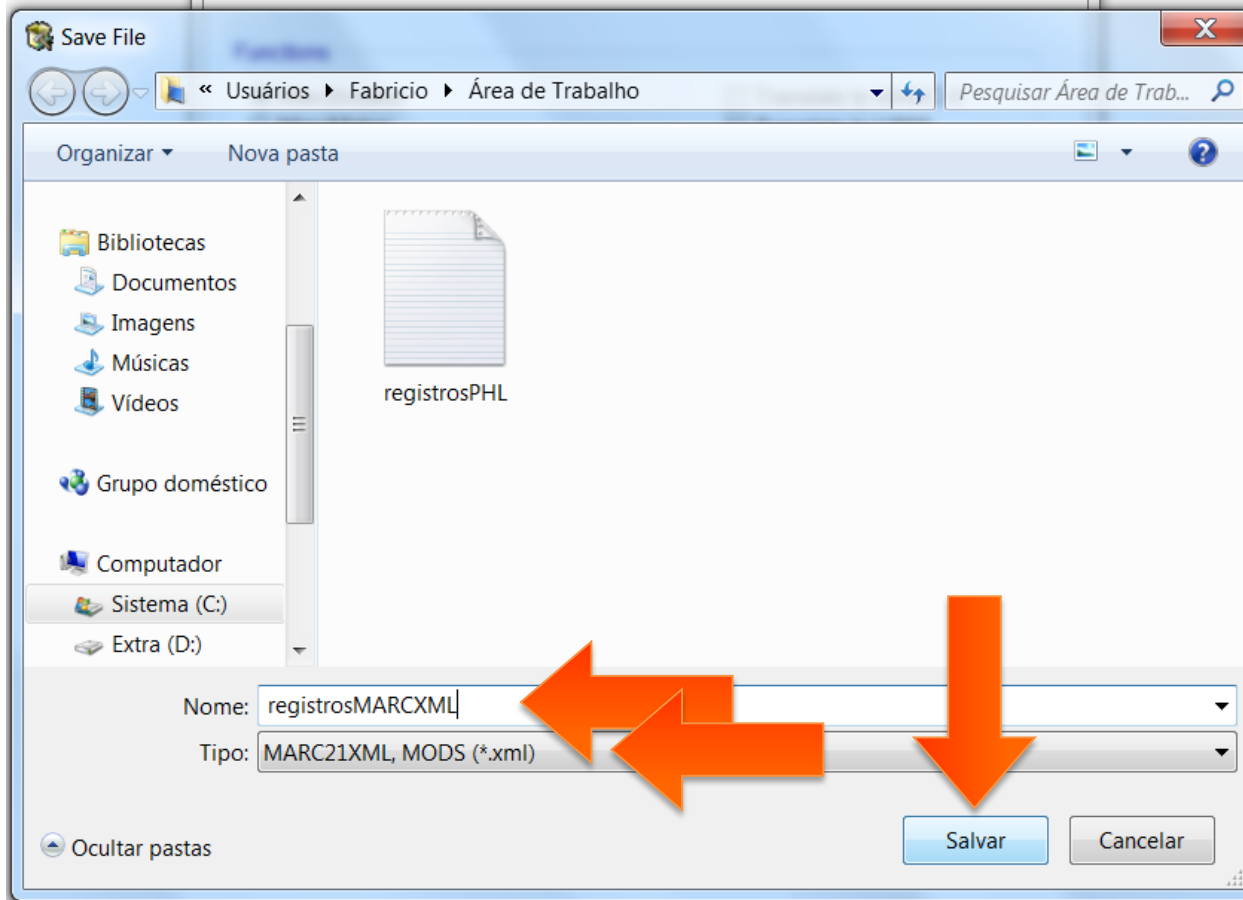 Save File
Functions
« Usuários Fabricio Área de Trabalho
Pesquisar Área de Trab...
Organizar Nova pasta
Bibliotecas
Documentos
Imagens
Músicas
Vídeos
Grupo doméstico
Computador
Sistema (C:)
Extra (D:)
registrosPHL
Nome: registrosMARCXML
Tipo: MARC21XML, MODS (*.xml)
Ocultar pastas
Salvar
Cancelar